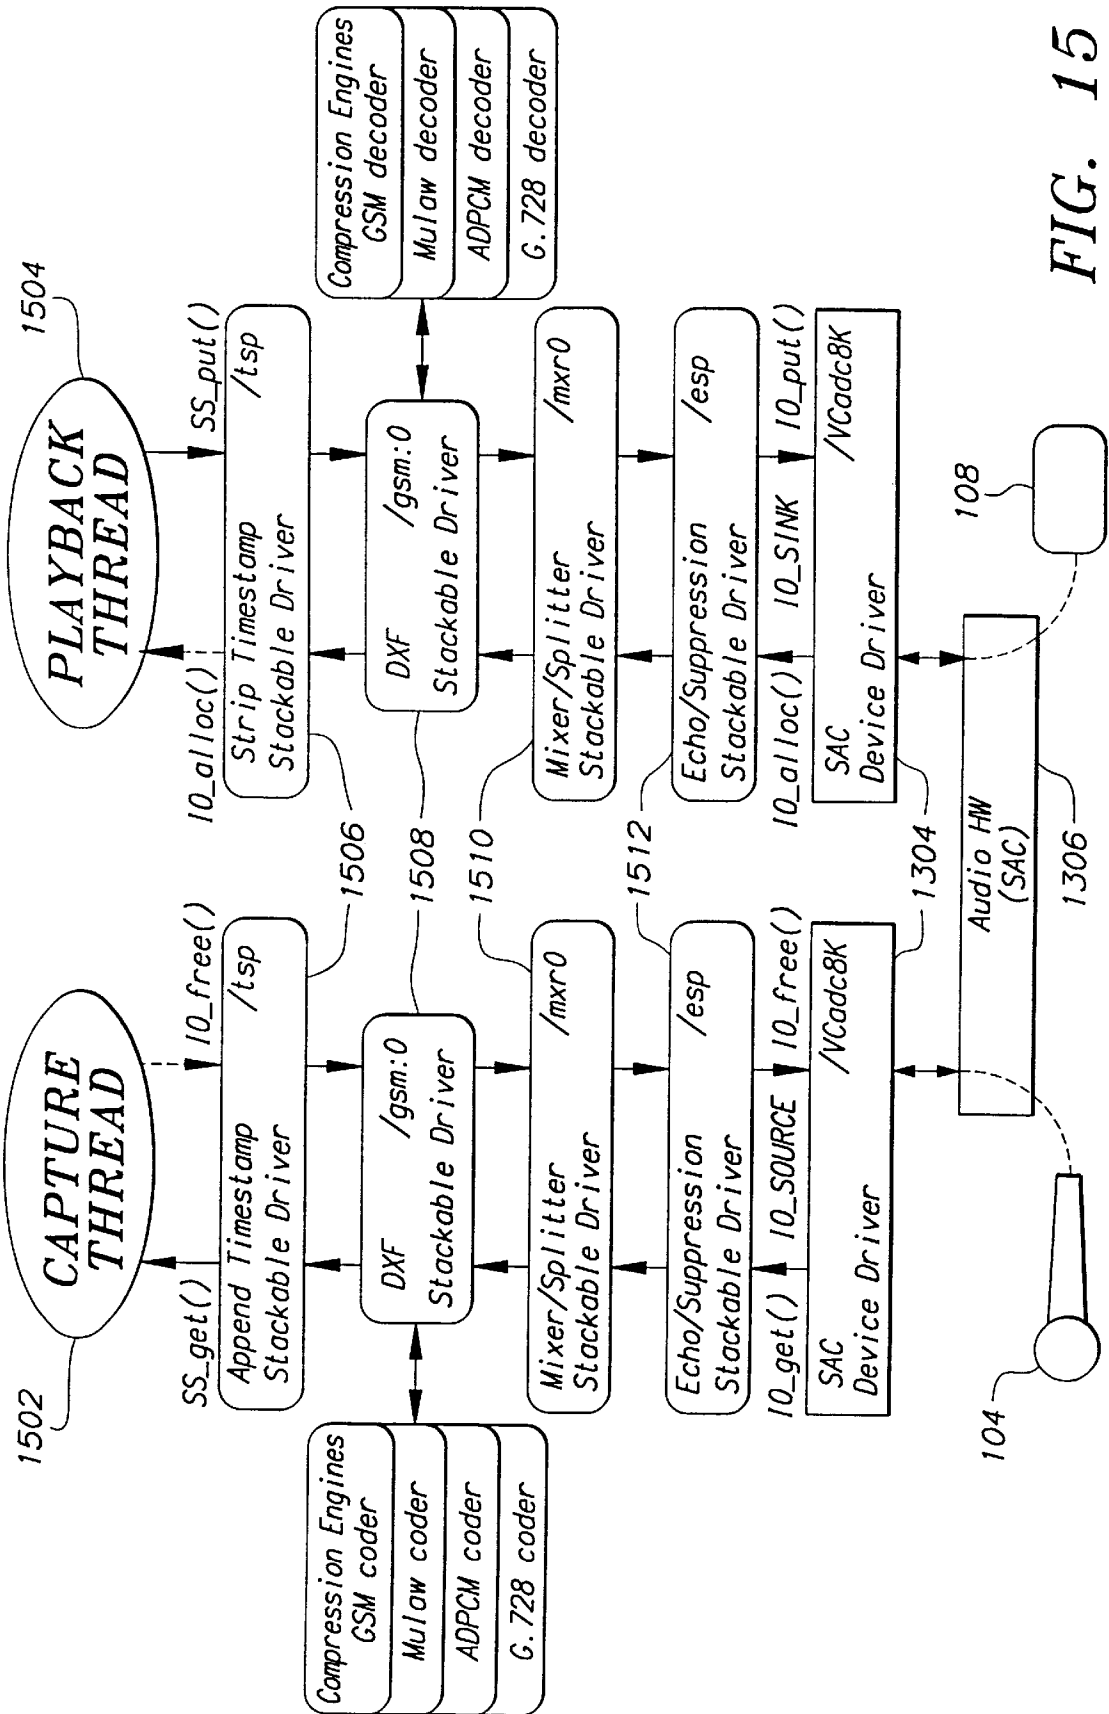 1502
CAPTURE
THREAD
SS_get()
IO_free()
Append Timestamp /tsp
Stackable Driver
1506
Compression Engines
GSM coder
Mulaw coder
ADPCM coder
G.728 coder
DXF /gsm:0
Stackable Driver
1508
Mixer/Splitter /mxr0
Stackable Driver
1510
Echo/Suppression /esp
Stackable Driver
1512
IO_get() IO_SOURCE IO_free()
SAC /VCadc8K
Device Driver
1304
104
1504
PLAYBACK
THREAD
IO_alloc()
SS_put()
Strip Timestamp /tsp
Stackable Driver
DXF /gsm:0
Stackable Driver
Compression Engines
GSM decoder
Mulaw decoder
ADPCM decoder
G.728 decoder
Mixer/Splitter /mxr0
Stackable Driver
Echo/Suppression /esp
Stackable Driver
IO_alloc() IO_SINK IO_put()
SAC /VCadc8K
Device Driver
Audio HW
(SAC)
1306
108
FIG. 15